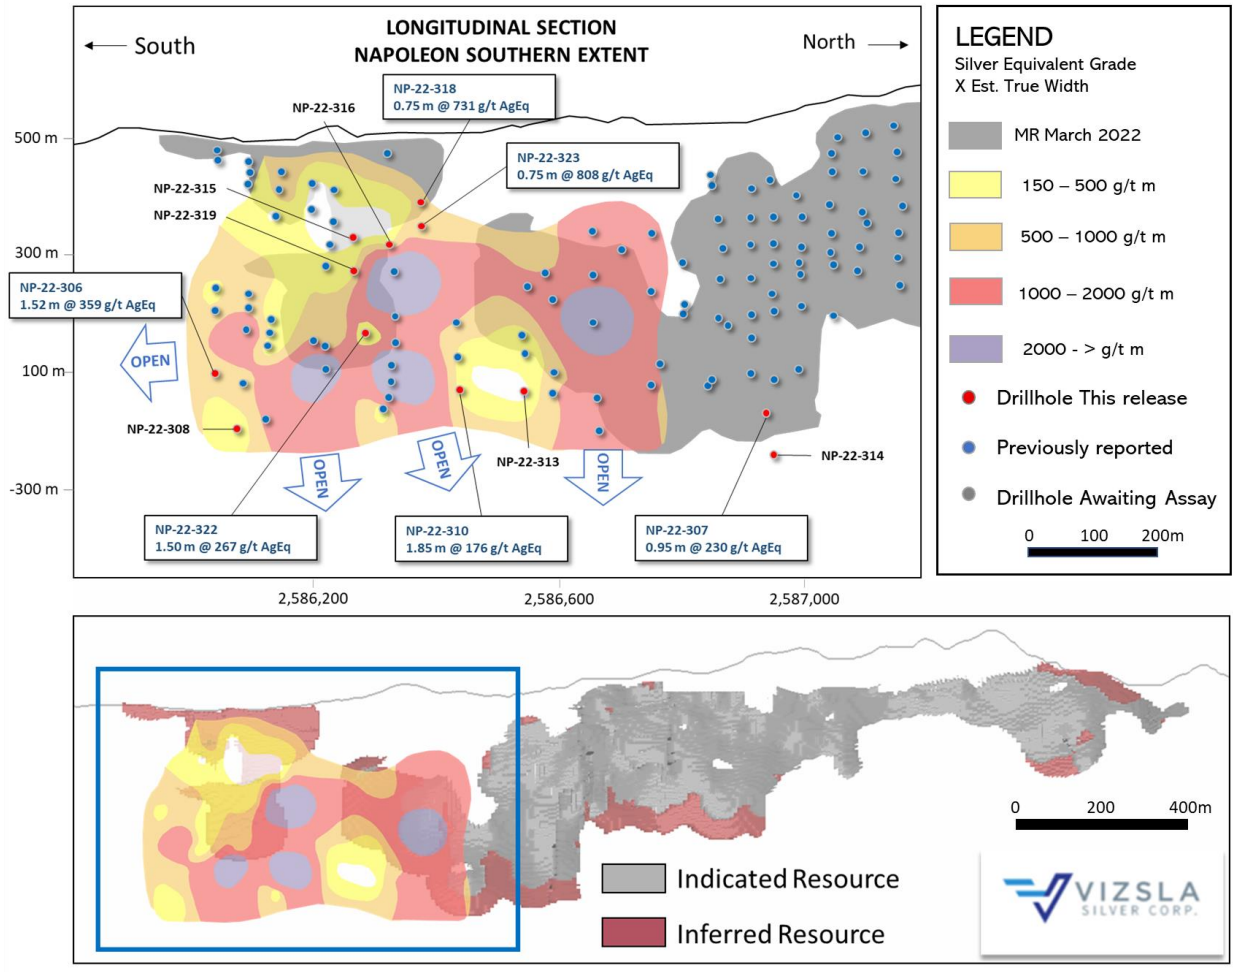 LONGITUDINAL SECTION
NAPOLEON SOUTHERN EXTENT
South
North
NP-22-318
0.75 m @ 731 g/t AgEq
NP-22-316
NP-22-323
0.75 m @ 808 g/t AgEq
NP-22-315
NP-22-319
NP-22-306
1.52 m @ 359 g/t AgEq
500 m
300 m
100 m
-300 m
OPEN
NP-22-308
OPEN
OPEN
OPEN
NP-22-313
NP-22-314
NP-22-322
1.50 m @ 267 g/t AgEq
NP-22-310
1.85 m @ 176 g/t AgEq
NP-22-307
0.95 m @ 230 g/t AgEq
2,586,200
2,586,600
2,587,000
LEGEND
Silver Equivalent Grade
X Est. True Width
MR March 2022
150 – 500 g/t m
500 – 1000 g/t m
1000 – 2000 g/t m
2000 - > g/t m
Drillhole This release
Previously reported
Drillhole Awaiting Assay
0 100 200m
0 200 400m
Indicated Resource
Inferred Resource
VIZSLA
SILVER CORP.